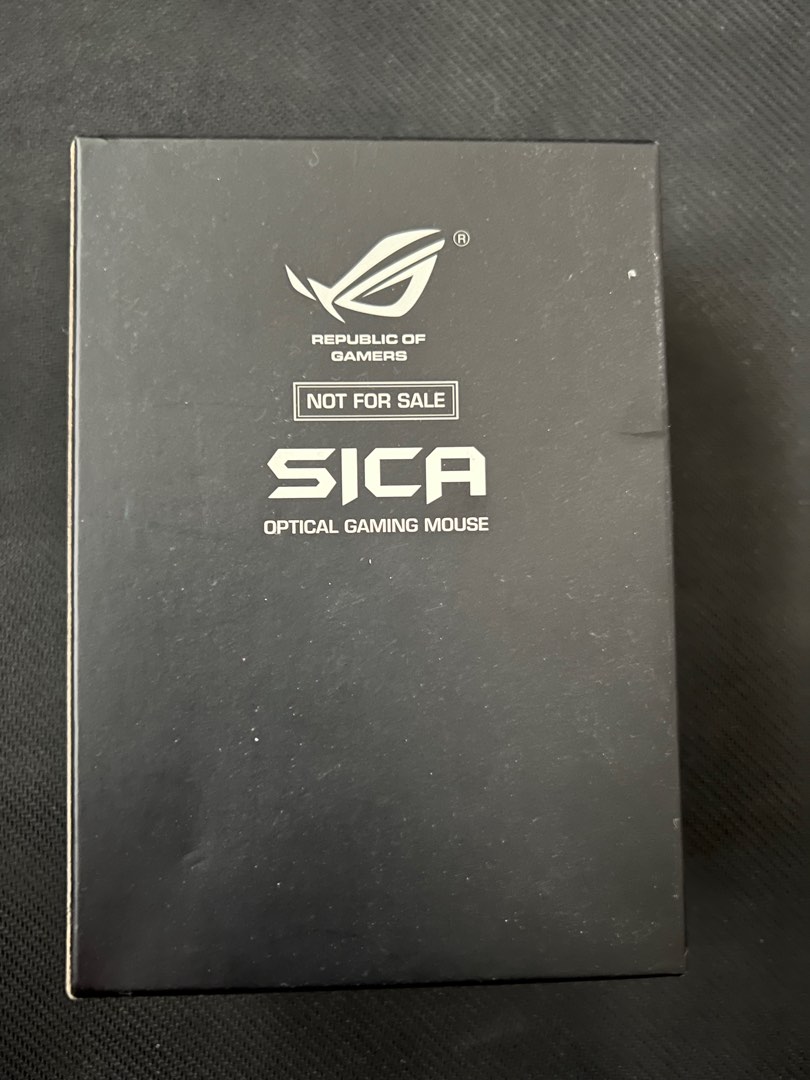 ®
REPUBLIC OF
GAMERS
NOT FOR SALE
SICA
OPTICAL GAMING MOUSE